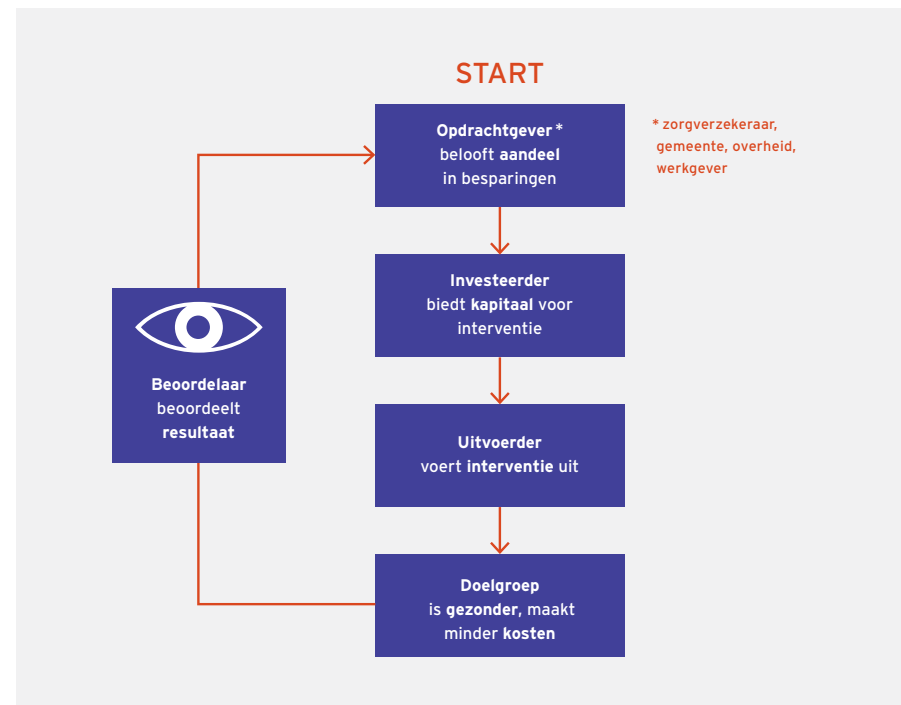 START
Opdrachtgever *
belooft aandeel
in besparingen
* zorgverzekeraar,
gemeente, overheid,
werkgever
Investeerder
biedt kapitaal voor
interventie
Uitvoerder
voert interventie uit
Doelgroep
is gezonder, maakt
minder kosten
Beoordelaar
beoordeelt
resultaat